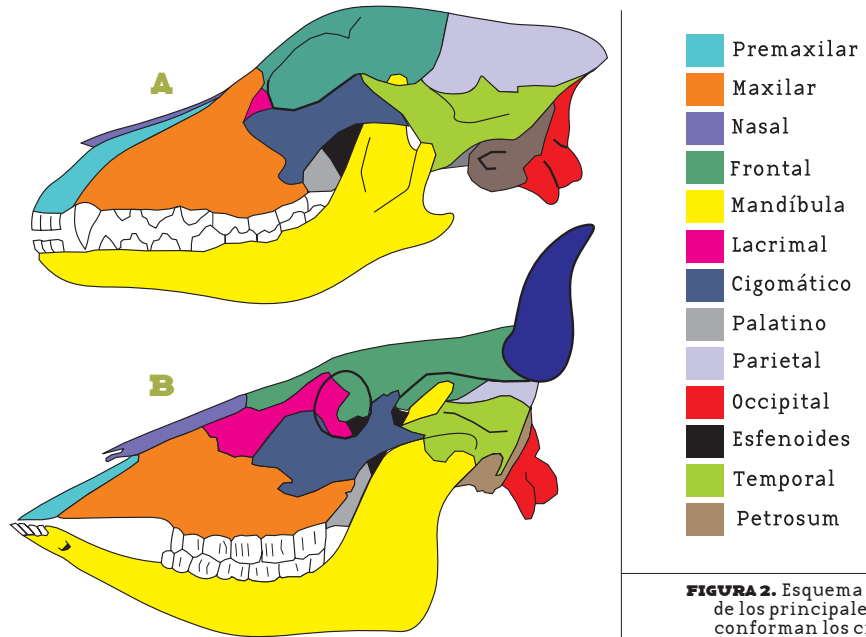 A
B
Premaxilar
Maxilar
Nasal
Frontal
Mandíbula
Lacrimal
Cigomático
Palatino
Parietal
Occipital
Esfenoides
Temporal
Petrosum
FIGURA 2. Esquema
de los principale
conforman los c